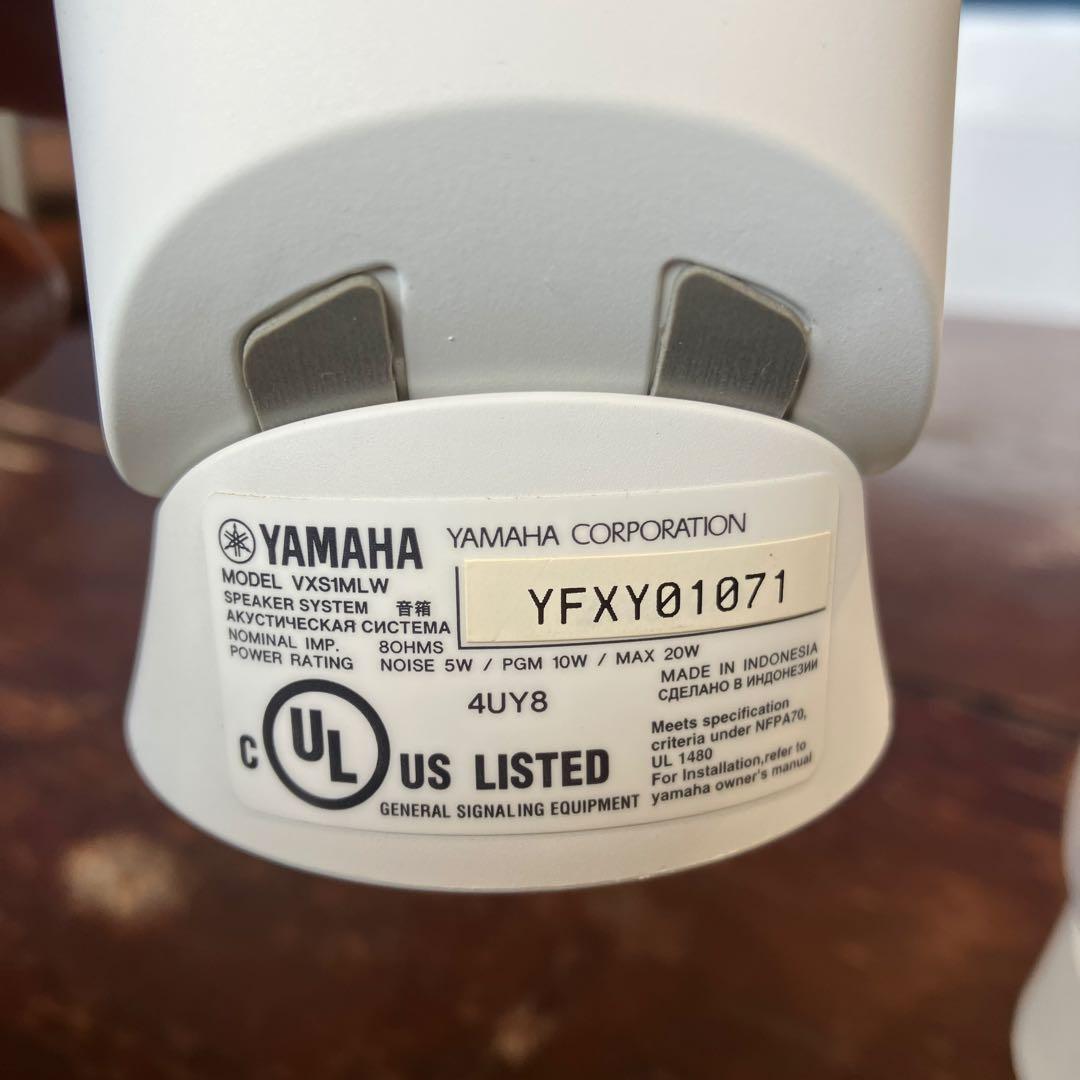 YAMAHA YAMAHA CORPORATION
MODEL VXS1MLW
YFXY01071
SPEAKER SYSTEM 音箱
АКУСТИЧЕСКАЯ СИСТЕМА
NOMINAL IMP. 8OHMS
POWER RATING NOISE 5W / PGM 10W / MAX 20W
MADE IN INDONESIA
СДЕЛАНО В ИНДОНЕЗИИ
4UY8
C UL US LISTED
GENERAL SIGNALING EQUIPMENT
Meets specification
criteria under NFPA70,
UL 1480
For Installation,refer to
yamaha owner's manual